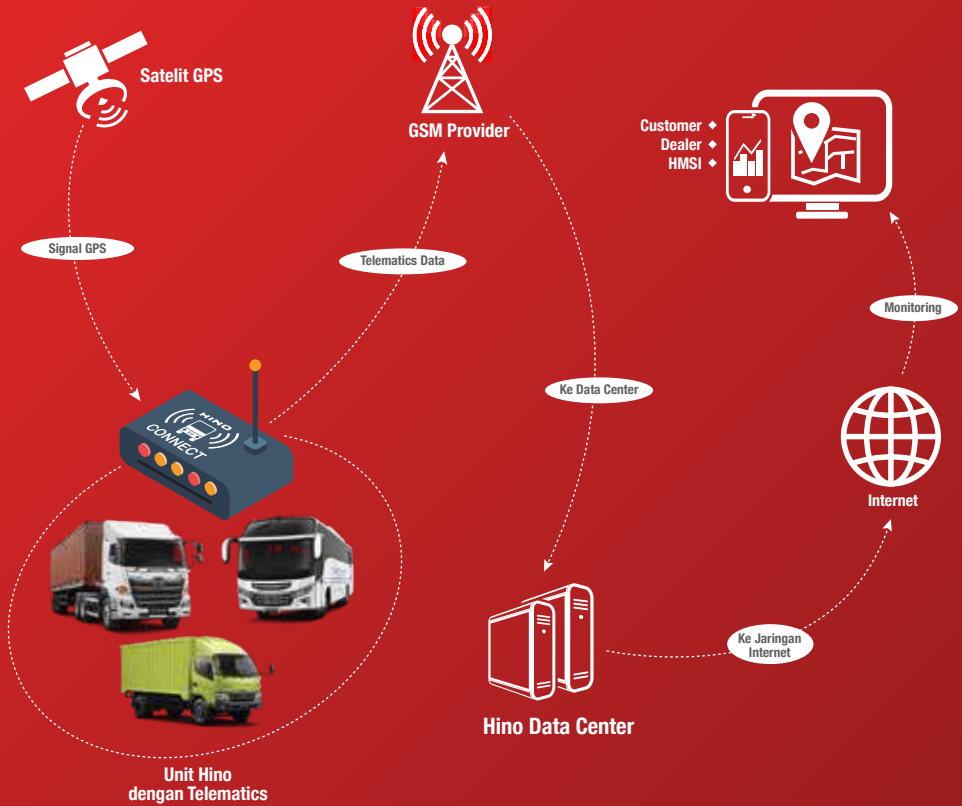 Satelit GPS
GSM Provider
Customer
Dealer
HMSI
Signal GPS
Telematics Data
Monitoring
Ke Data Center
HINO
CONNECT
Internet
Ke Jaringan
Internet
Hino Data Center
Unit Hino
dengan Telematics